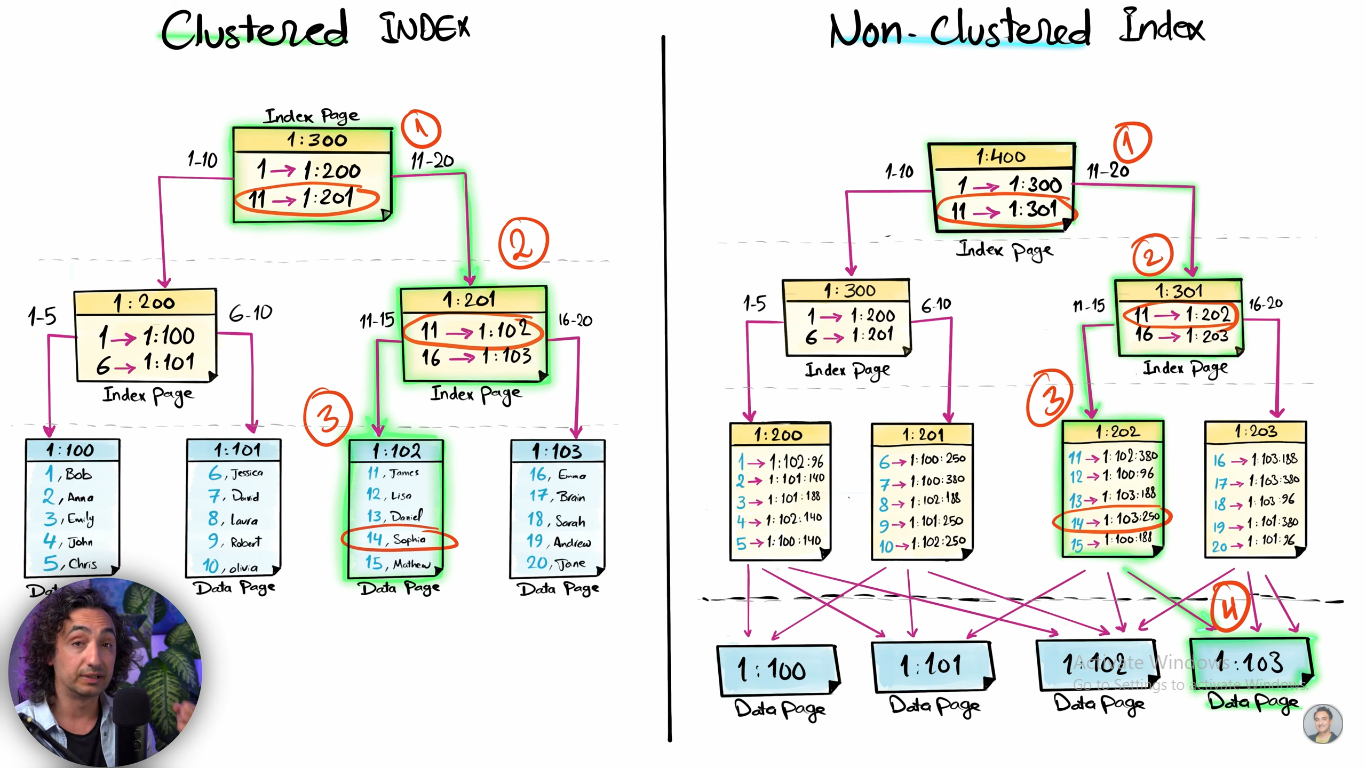 Clustered INDEX
Index Page
1:300
1 → 1:200
11 → 1:201
1-10
11-20
1
2
1:200
1 → 1:100
6 → 1:101
Index Page
1-5
6-10
1:201
11 → 1:102
16 → 1:103
Index Page
11-15
16-20
3
1:100
1, Bob
2, Anna
3, Emily
4, John
5, Chris
Data
1:101
6, Jessica
7, David
8, Laura
9, Robert
10, olivia
Data Page
1:102
11, James
12, Lisa
13, Daniel
14, Sophia
15, Mathew
Data Page
1:103
16, Emma
17, Brain
18, Sarah
19, Andrew
20, Jane
Data Page
Non-Clustered Index
1:400
1 → 1:300
11 → 1:301
Index Page
1-10
11-20
1
2
1:300
1 → 1:200
6 → 1:201
Index Page
1-5
6-10
1:301
11 → 1:202
16 → 1:203
Index Page
11-15
16-20
3
1:200
1 → 1:102:96
2 → 1:101:140
3 → 1:101:188
4 → 1:102:140
5 → 1:100:140
1:201
6 → 1:100:250
7 → 1:100:380
8 → 1:102:188
9 → 1:101:250
10 → 1:102:250
1:202
11 → 1:102:380
12 → 1:100:96
13 → 1:103:188
14 → 1:103:250
15 → 1:100:188
1:203
16 → 1:103:188
17 → 1:103:380
18 → 1:103:96
19 → 1:101:380
20 → 1:101:96
4
1:100
Data Page
1:101
Data Page
1:102
Data Page
1:103
Data Page
Activate Windows
Go to Settings to activate Windows.